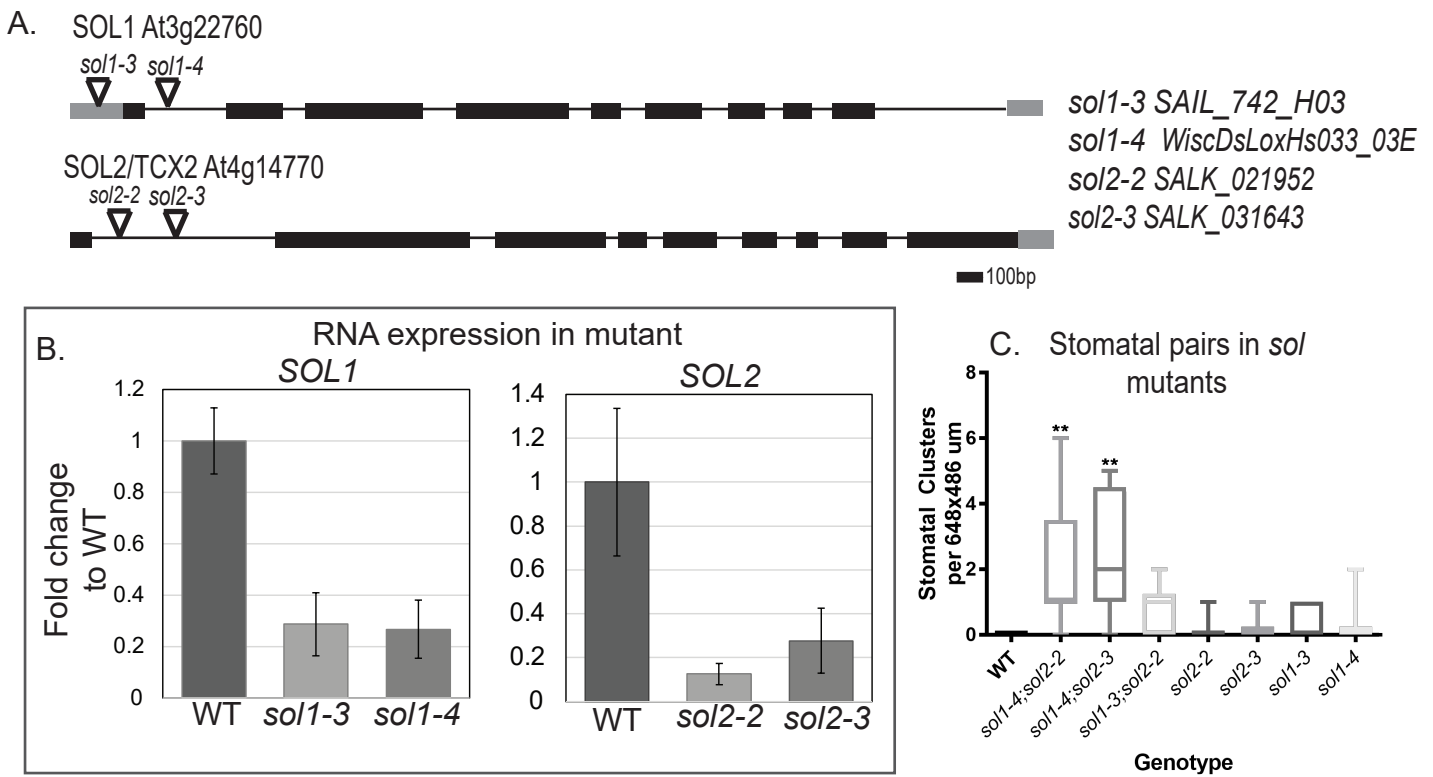 A.
SOL1 At3g22760
sol1-3 sol1-4
SOL2/TCX2 At4g14770
sol2-2 sol2-3
sol1-3 SAIL_742_H03
sol1-4 WiscDsLoxHs033_03E
sol2-2 SALK_021952
sol2-3 SALK_031643
100bp
B.
RNA expression in mutant
SOL1
Fold change
to WT
1.2
1
0.8
0.6
0.4
0.2
0
WT sol1-3 sol1-4
SOL2
1.4
1.2
1
0.8
0.6
0.4
0.2
0
WT sol2-2 sol2-3
C. Stomatal pairs in sol
mutants
Stomatal Clusters
per 648x486 um
8
6
4
2
0
**
**
WT
sol1-4;sol2-2
sol1-4;sol2-3
sol1-3;sol2-2
sol2-2
sol2-3
sol1-3
sol1-4
Genotype